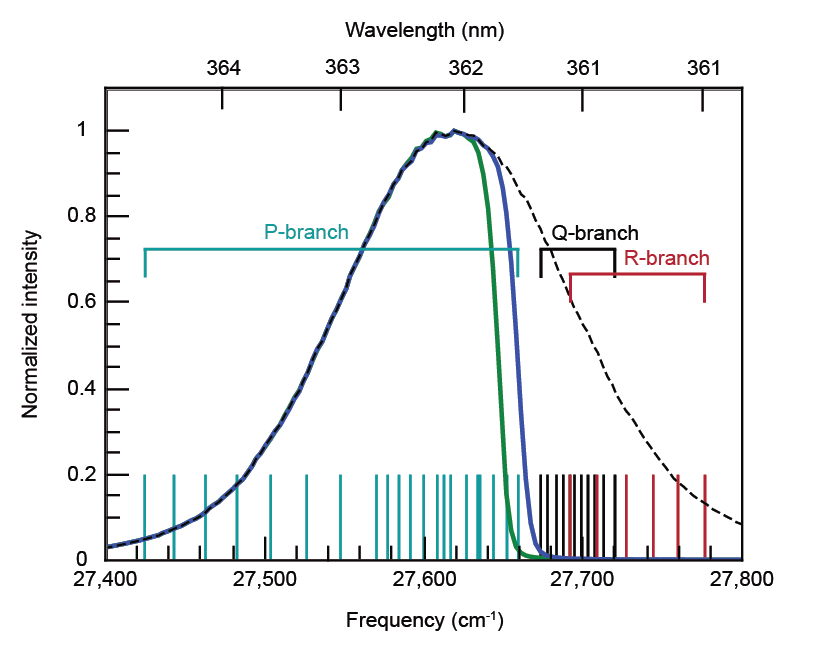 Wavelength (nm)
364 363 362 361 361
1
0.8
0.6
0.4
0.2
0
Normalized intensity
P-branch
Q-branch
R-branch
27,400 27,500 27,600 27,700 27,800
Frequency (cm⁻¹)